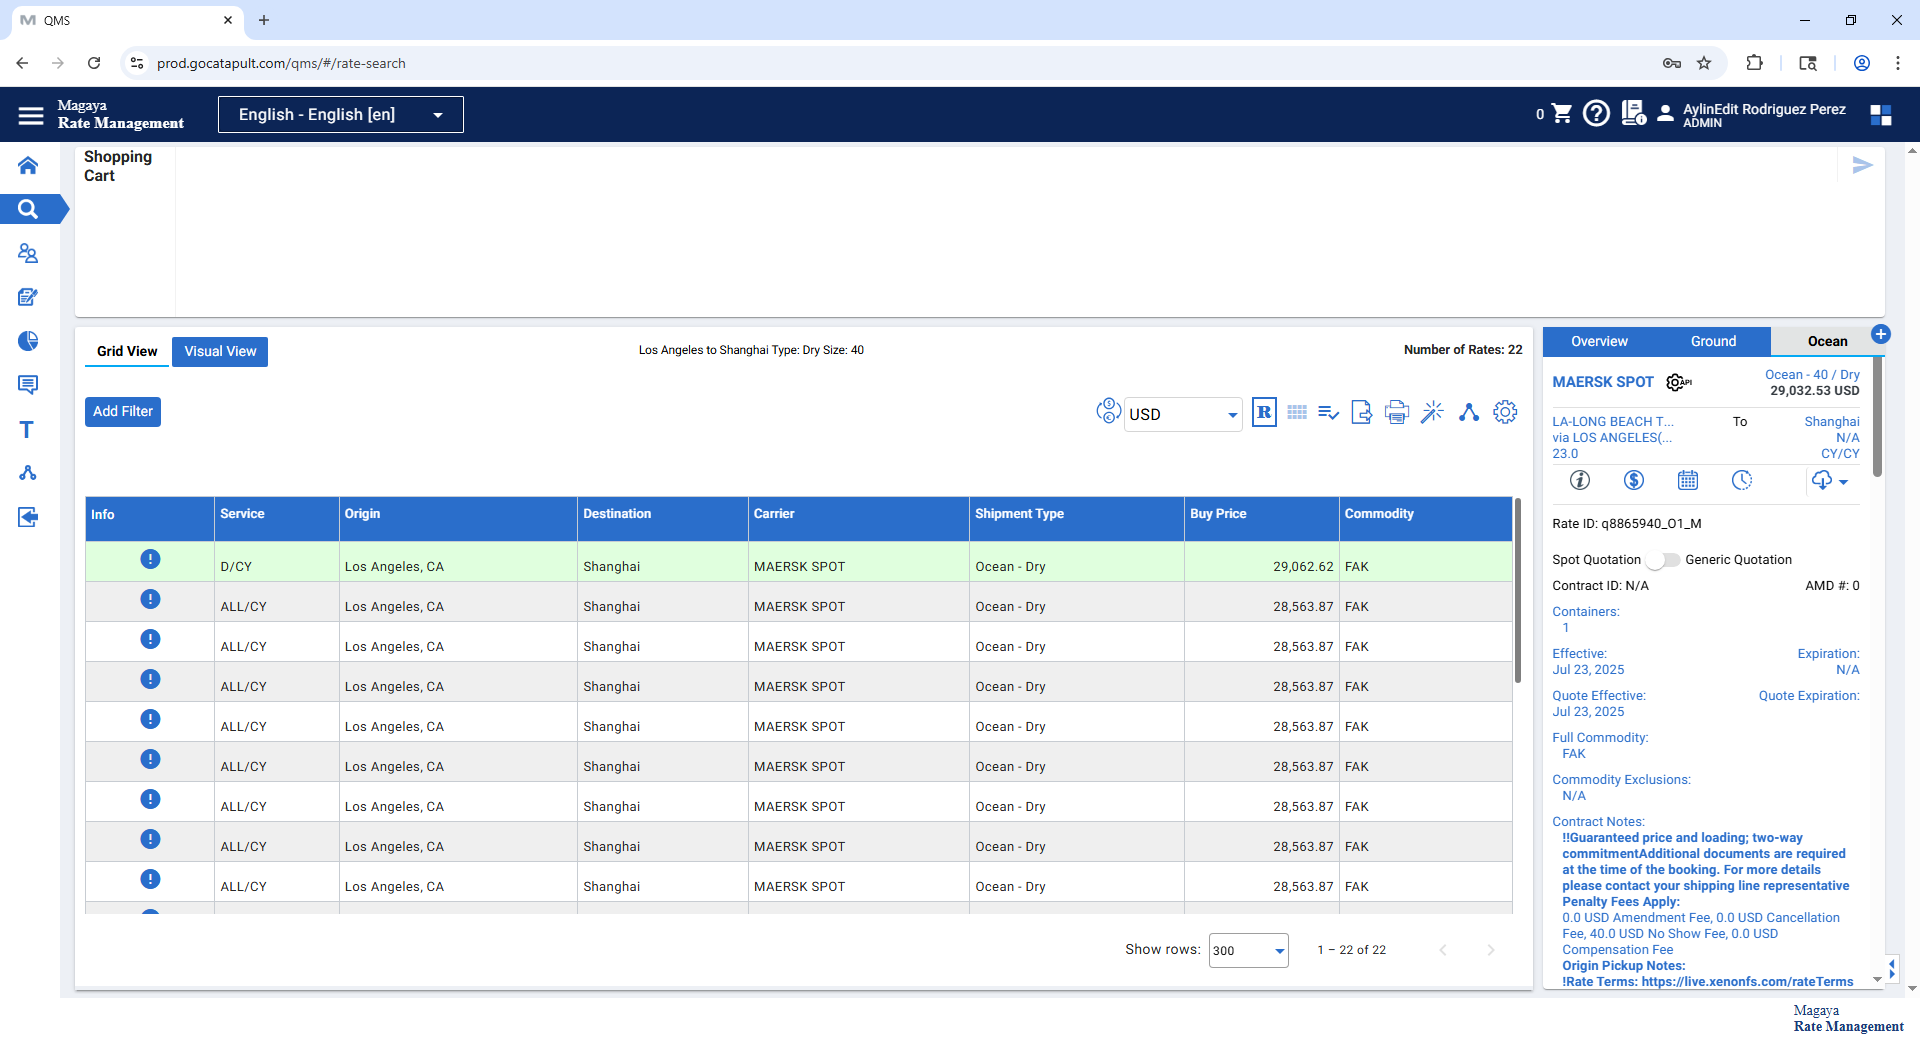 QMS
prod.gocatapult.com/qms/#/rate-search
Magaya
Rate Management
English - English [en]
0
AylinEdit Rodriguez Perez
ADMIN
Shopping
Cart
Grid View
Visual View
Los Angeles to Shanghai Type: Dry Size: 40
Number of Rates: 22
Add Filter
USD
R
Info Service Origin Destination Carrier Shipment Type Buy Price Commodity
D/CY Los Angeles, CA Shanghai MAERSK SPOT Ocean - Dry 29,062.62 FAK
ALL/CY Los Angeles, CA Shanghai MAERSK SPOT Ocean - Dry 28,563.87 FAK
ALL/CY Los Angeles, CA Shanghai MAERSK SPOT Ocean - Dry 28,563.87 FAK
ALL/CY Los Angeles, CA Shanghai MAERSK SPOT Ocean - Dry 28,563.87 FAK
ALL/CY Los Angeles, CA Shanghai MAERSK SPOT Ocean - Dry 28,563.87 FAK
ALL/CY Los Angeles, CA Shanghai MAERSK SPOT Ocean - Dry 28,563.87 FAK
ALL/CY Los Angeles, CA Shanghai MAERSK SPOT Ocean - Dry 28,563.87 FAK
ALL/CY Los Angeles, CA Shanghai MAERSK SPOT Ocean - Dry 28,563.87 FAK
ALL/CY Los Angeles, CA Shanghai MAERSK SPOT Ocean - Dry 28,563.87 FAK
Show rows: 300 1 – 22 of 22
Overview Ground Ocean
MAERSK SPOT API Ocean - 40 / Dry
29,032.53 USD
LA-LONG BEACH T... To Shanghai
via LOS ANGELES(... N/A
23.0 CY/CY
Rate ID: q8865940_O1_M
Spot Quotation Generic Quotation
Contract ID: N/A AMD #: 0
Containers:
1
Effective: Expiration:
Jul 23, 2025 N/A
Quote Effective: Quote Expiration:
Jul 23, 2025
Full Commodity:
FAK
Commodity Exclusions:
N/A
Contract Notes:
!!Guaranteed price and loading; two-way
commitmentAdditional documents are required
at the time of the booking. For more details
please contact your shipping line representative
Penalty Fees Apply:
0.0 USD Amendment Fee, 0.0 USD Cancellation
Fee, 40.0 USD No Show Fee, 0.0 USD
Compensation Fee
Origin Pickup Notes:
!Rate Terms: https://live.xenonfs.com/rateTerms
Magaya
Rate Management